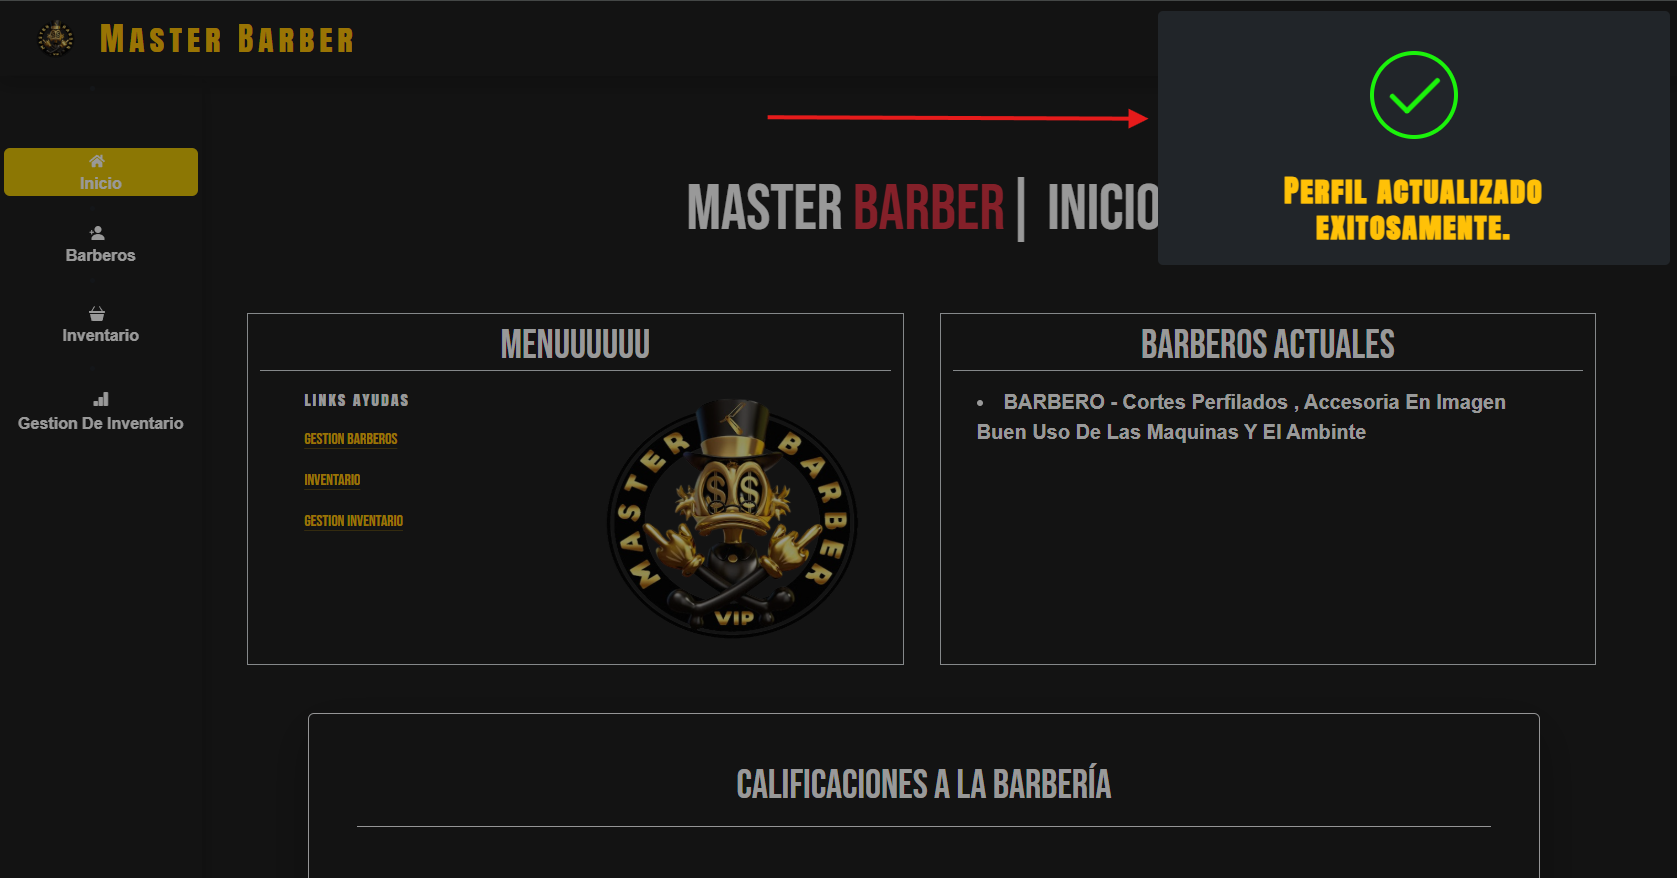 MASTER BARBER
PERFIL ACTUALIZADO
EXITOSAMENTE.
Inicio
Barberos
Inventario
Gestion De Inventario
MASTER BARBER | INICIO
MENUUUUUU
LINKS AYUDAS
GESTION BARBEROS
INVENTARIO
GESTION INVENTARIO
MASTER BARBER
VIP
BARBEROS ACTUALES
• BARBERO - Cortes Perfilados , Accesoria En Imagen
Buen Uso De Las Maquinas Y El Ambinte
CALIFICACIONES A LA BARBERÍA